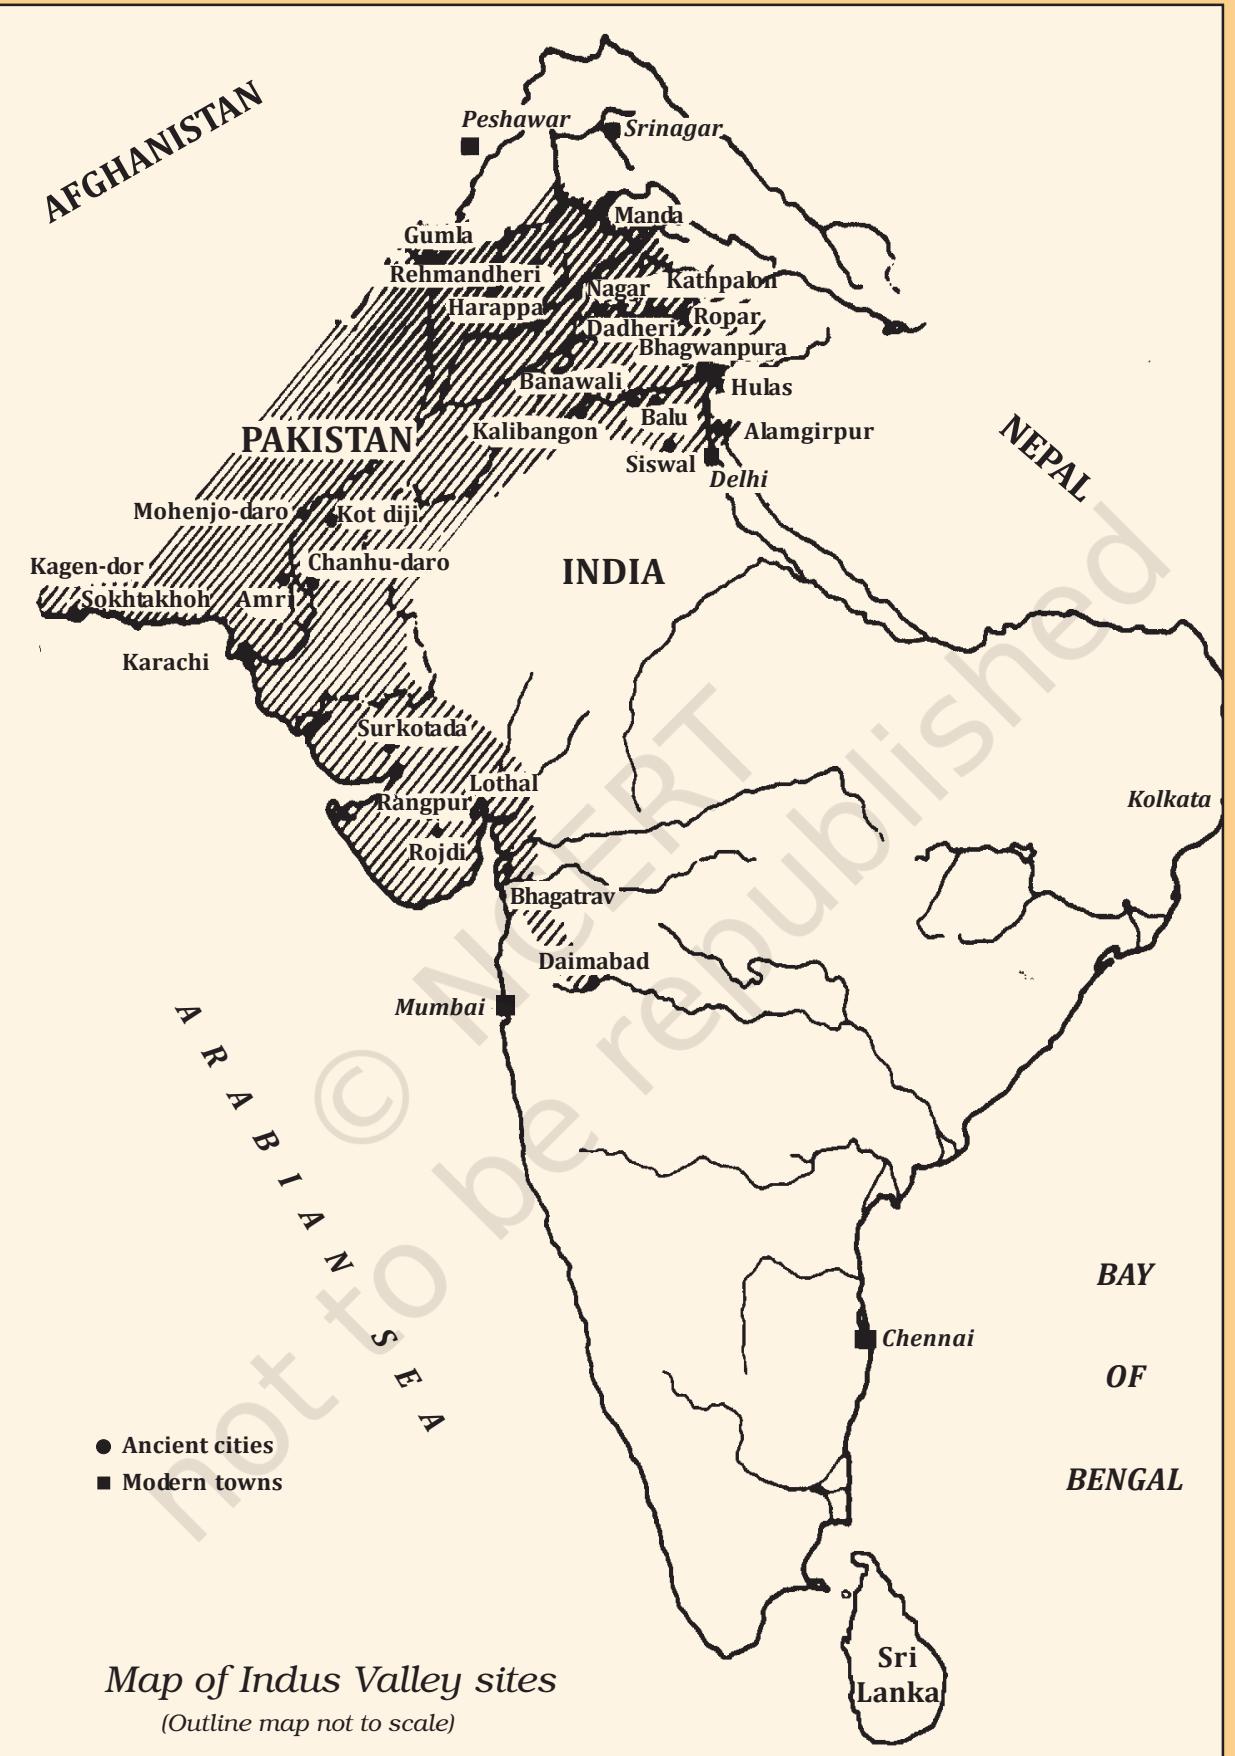 AFGHANISTAN
Peshawar
Srinagar
Manda
Gumla
Rehmandheri
Nagar
Kathpalon
Harappa
Dadheri
Ropar
Bhagwanpura
Banawali
Hulas
Balu
Kalibangon
Alamgirpur
PAKISTAN
Siswal
Delhi
NEPAL
Mohenjo-daro
Kot diji
Kagen-dor
Chanhu-daro
INDIA
Sokhtakhoh
Amri
Karachi
Surkotada
Lothal
Rangpur
Kolkata
Rojdi
Bhagatrav
Daimabad
Mumbai
ARABIAN SEA
BAY
OF
BENGAL
Chennai
Ancient cities
Modern towns
Sri
Lanka
Map of Indus Valley sites
(Outline map not to scale)
© NCERT
not to be republished